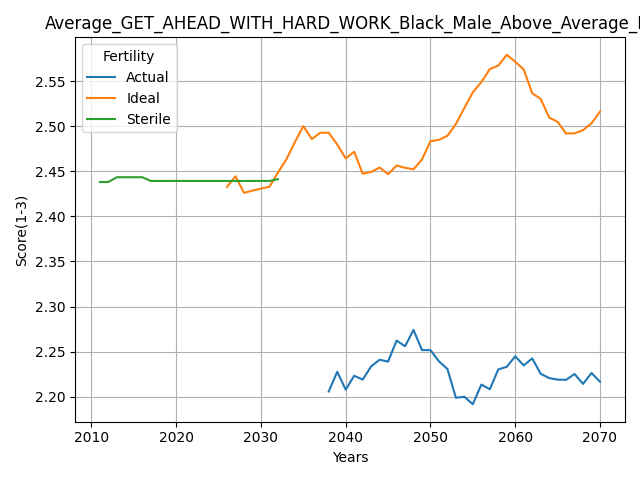 Average_GET_AHEAD_WITH_HARD_WORK_Black_Male_Above_Average_
Fertility
Actual
Ideal
Sterile
Score(1-3)
2.55
2.50
2.45
2.40
2.35
2.30
2.25
2.20
2010 2020 2030 2040 2050 2060 2070
Years